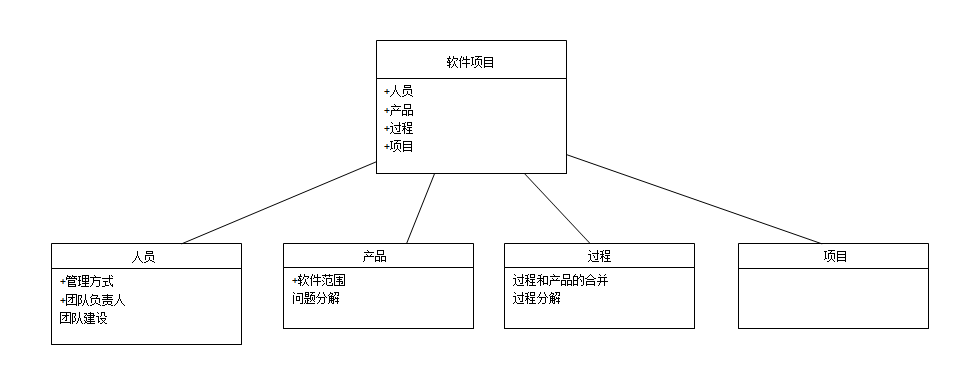 软件项目
+人员
+产品
+过程
+项目
人员
+管理方式
+团队负责人
团队建设
产品
+软件范围
问题分解
过程
过程和产品的合并
过程分解
项目